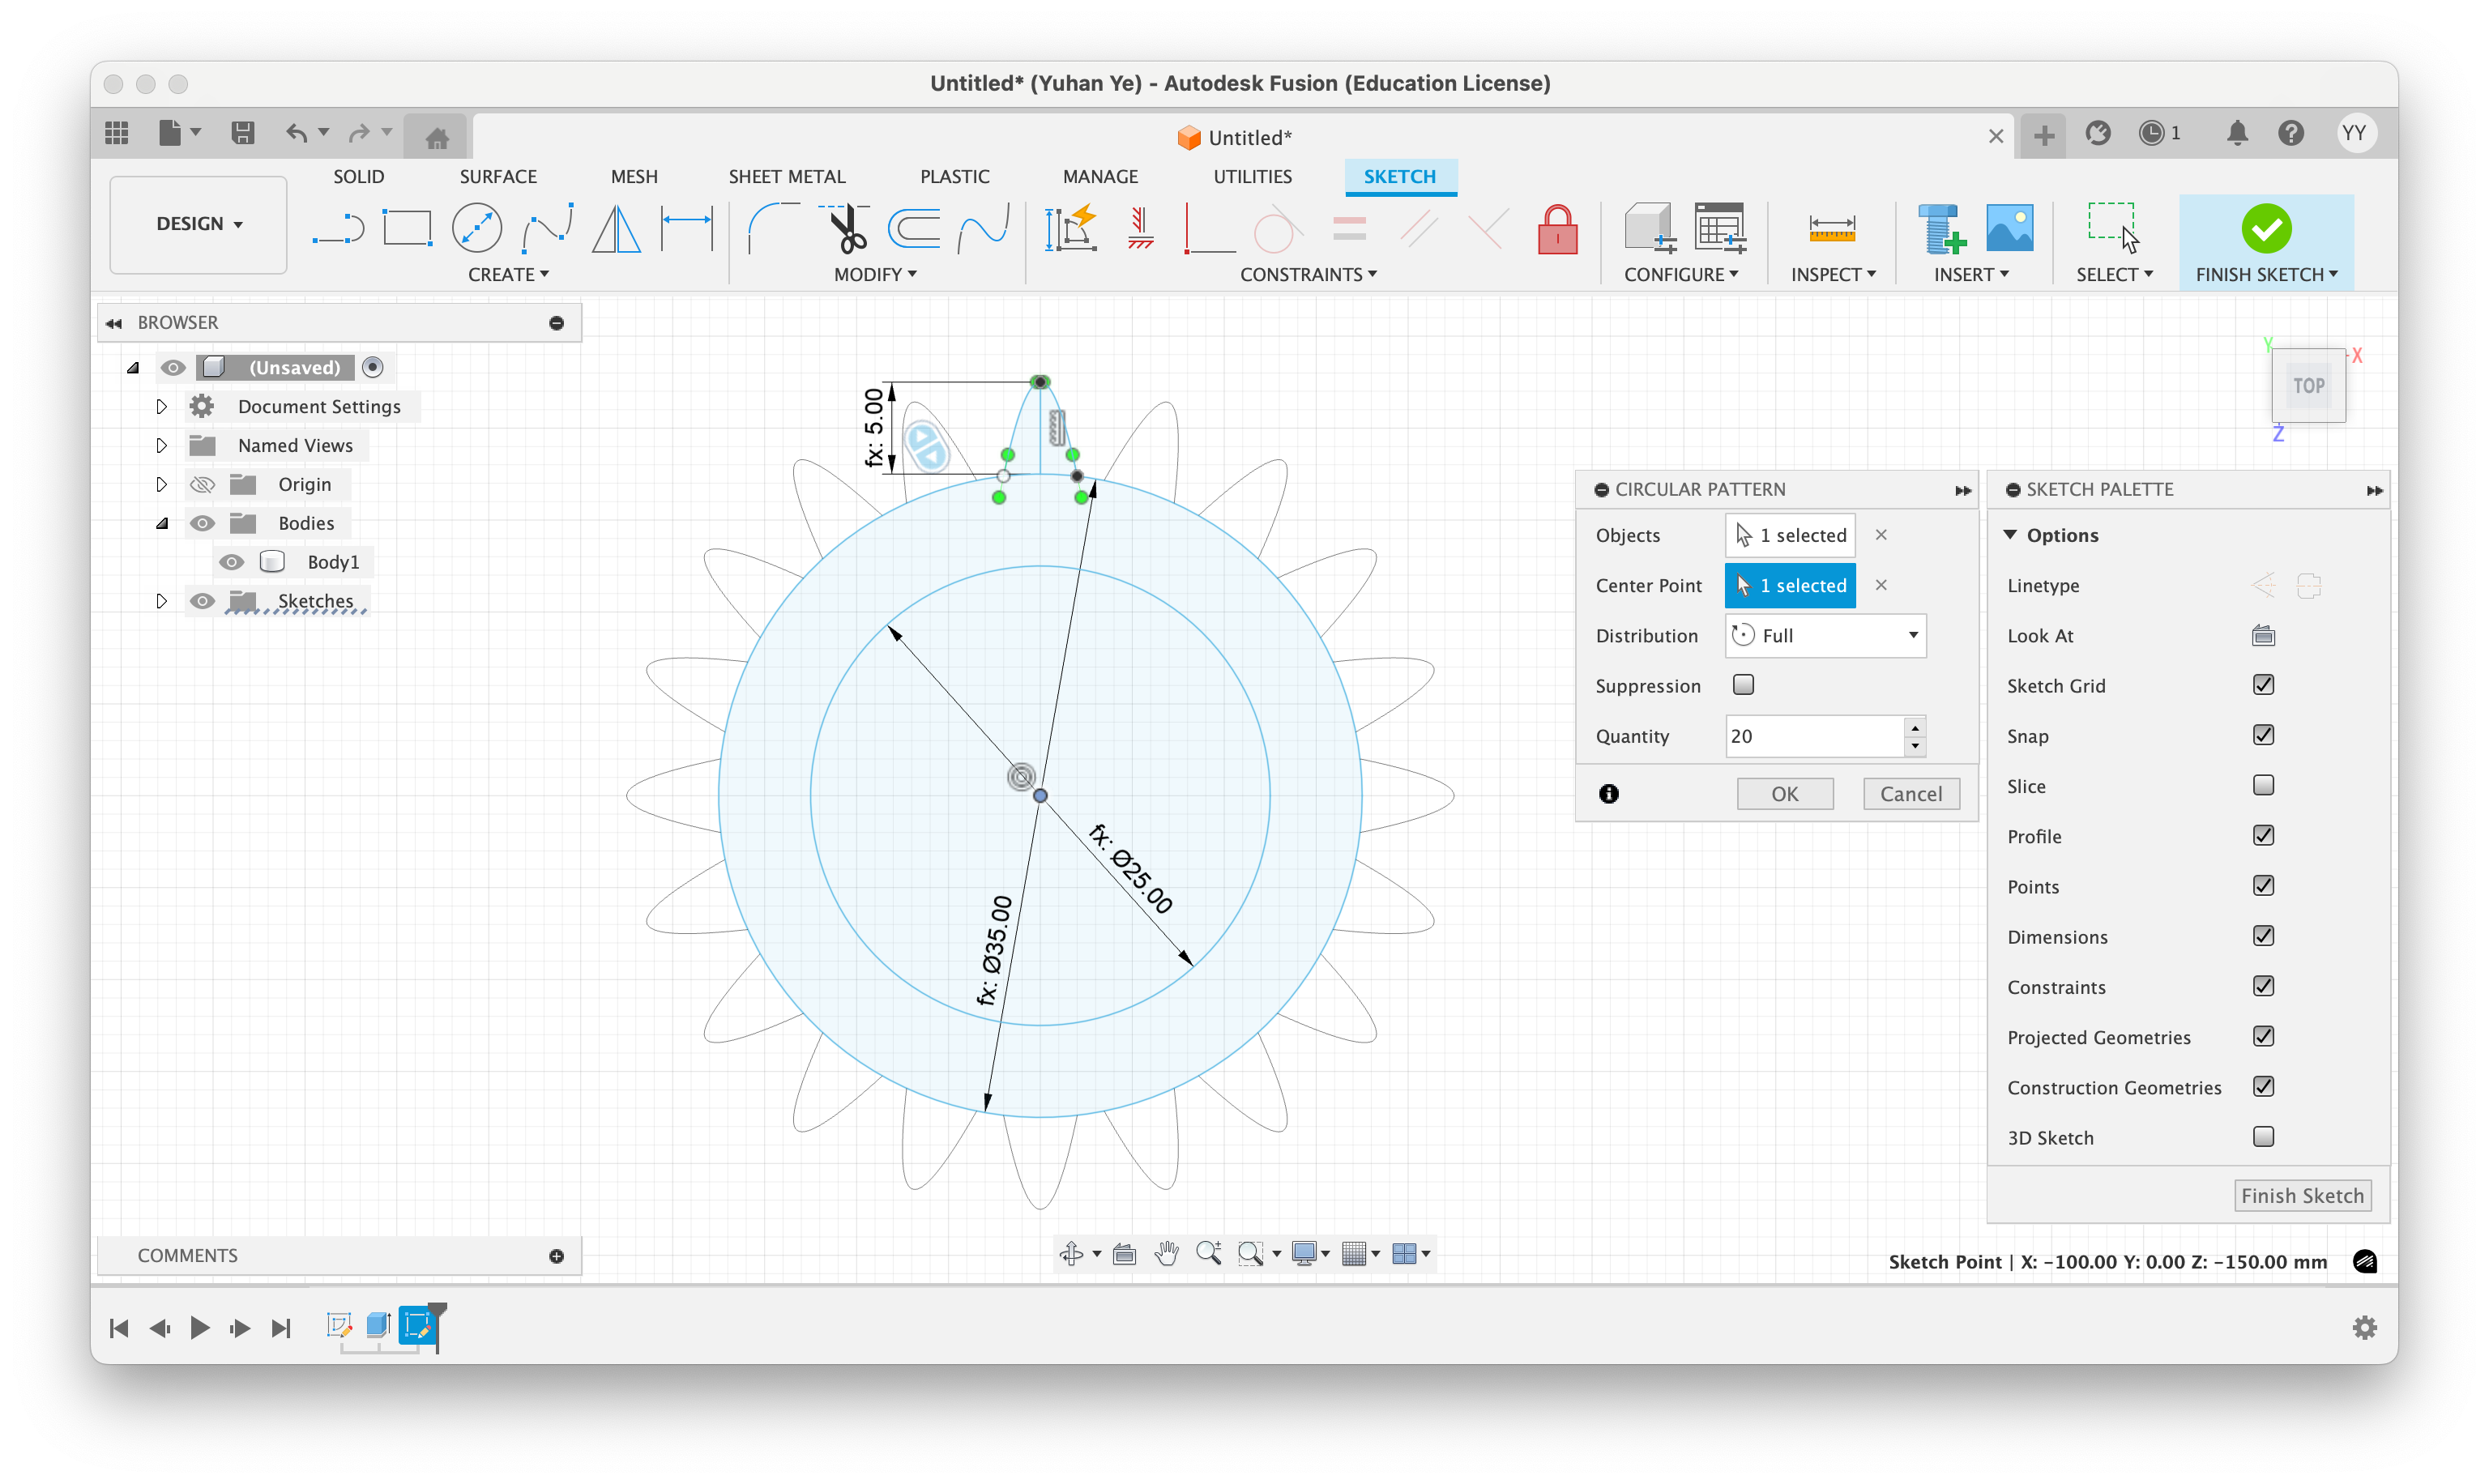 Untitled* (Yuhan Ye) - Autodesk Fusion (Education License)
Untitled*
1
YY
DESIGN
SOLID SURFACE MESH SHEET METAL PLASTIC MANAGE UTILITIES SKETCH
CREATE MODIFY CONSTRAINTS CONFIGURE INSPECT INSERT SELECT FINISH SKETCH
BROWSER
(Unsaved)
Document Settings
Named Views
Origin
Bodies
Body1
Sketches
fx: 5.00
fx: Ø25.00
fx: Ø35.00
Y
X
TOP
Z
CIRCULAR PATTERN
Objects 1 selected
Center Point 1 selected
Distribution Full
Suppression
Quantity 20
OK Cancel
SKETCH PALETTE
Options
Linetype
Look At
Sketch Grid
Snap
Slice
Profile
Points
Dimensions
Constraints
Projected Geometries
Construction Geometries
3D Sketch
Finish Sketch
COMMENTS
Sketch Point | X: -100.00 Y: 0.00 Z: -150.00 mm